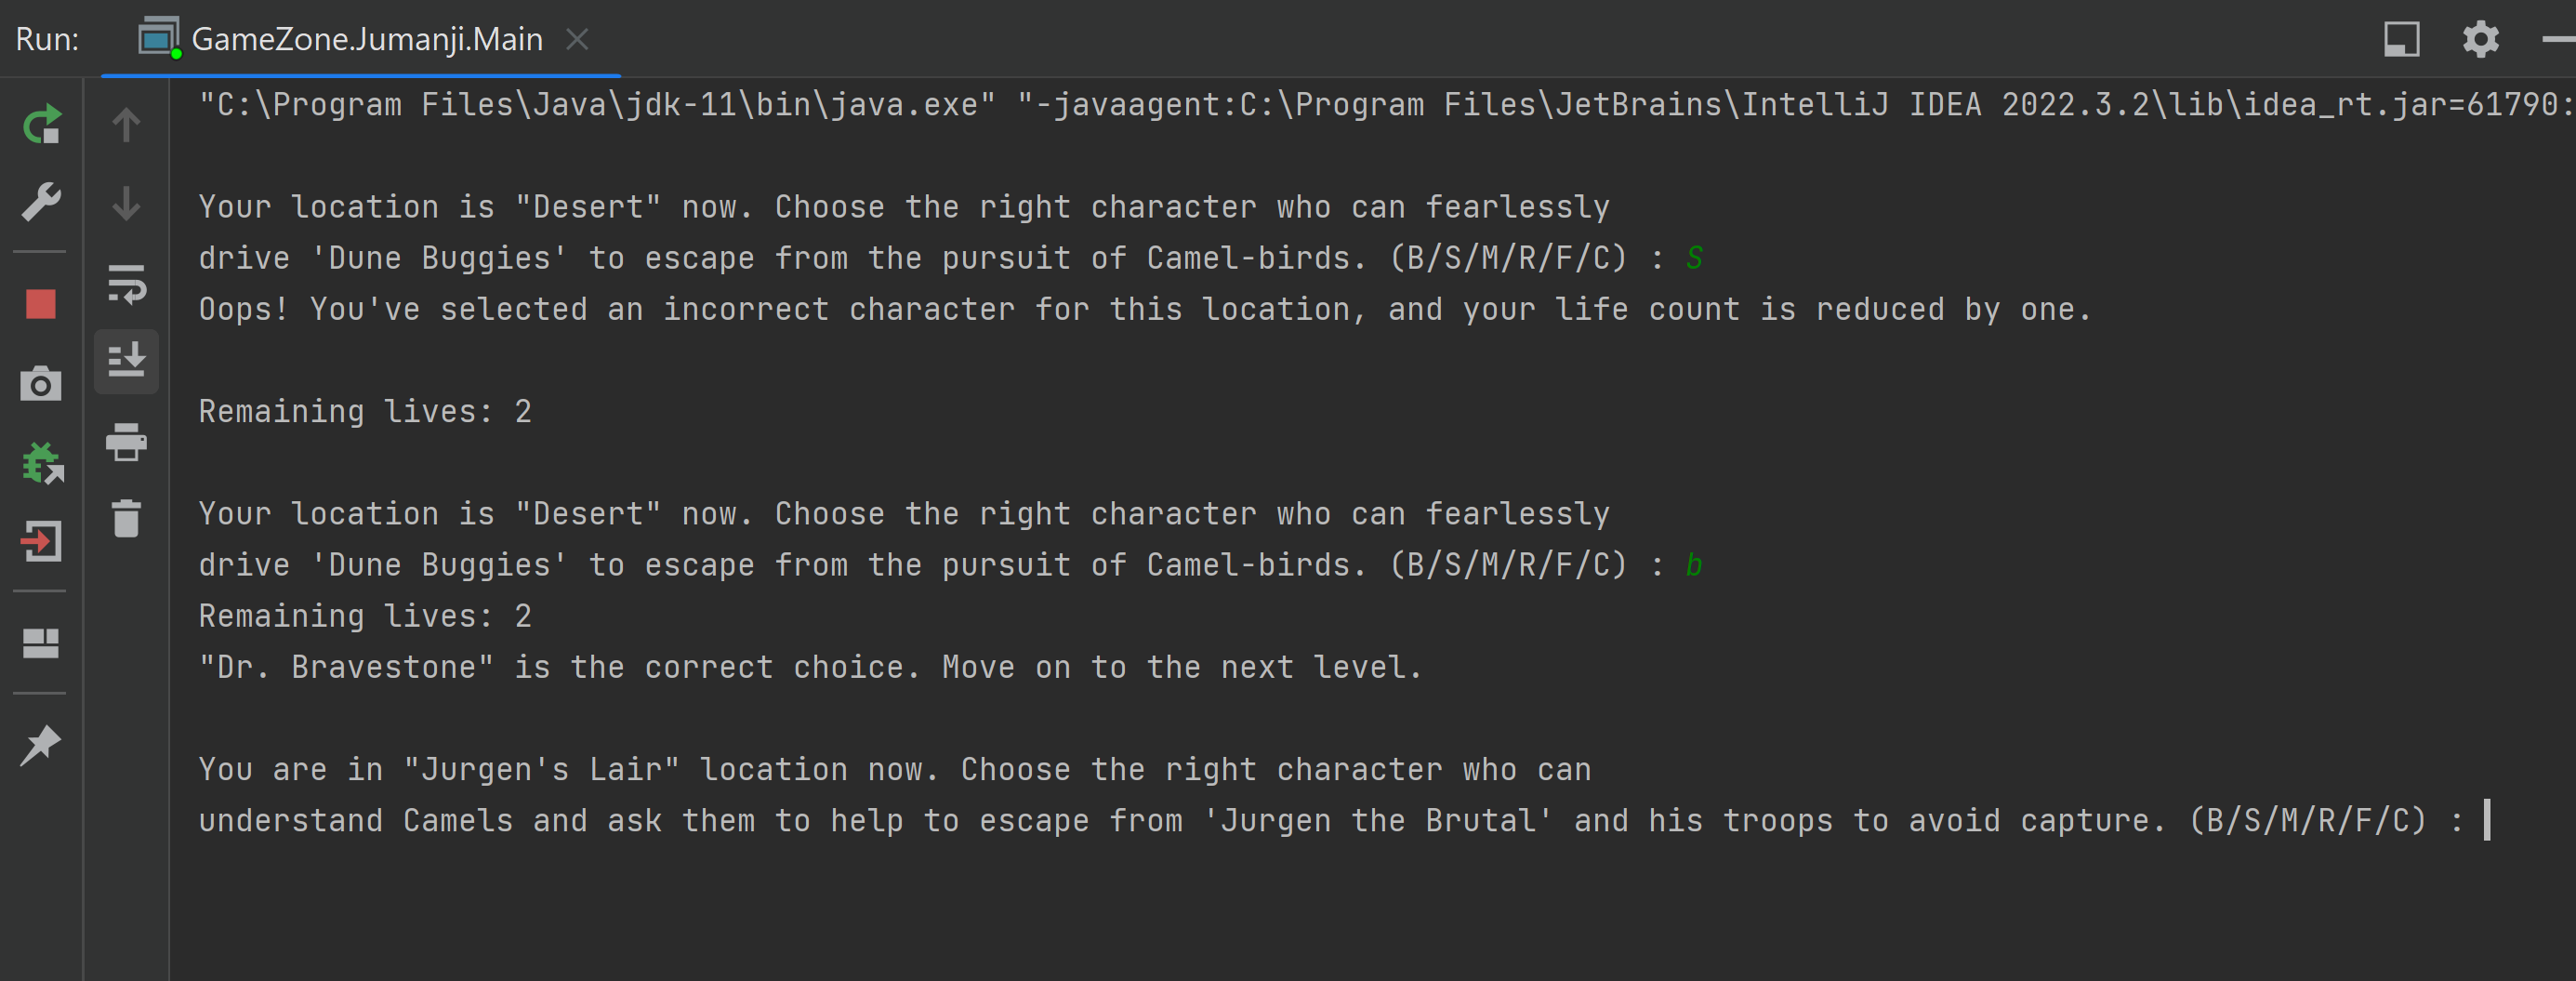 Run: GameZone.Jumanji.Main
"C:\Program Files\Java\jdk-11\bin\java.exe" "-javaagent:C:\Program Files\JetBrains\IntelliJ IDEA 2022.3.2\lib\idea_rt.jar=61790:
Your location is "Desert" now. Choose the right character who can fearlessly
drive 'Dune Buggies' to escape from the pursuit of Camel-birds. (B/S/M/R/F/C) : S
Oops! You've selected an incorrect character for this location, and your life count is reduced by one.
Remaining lives: 2
Your location is "Desert" now. Choose the right character who can fearlessly
drive 'Dune Buggies' to escape from the pursuit of Camel-birds. (B/S/M/R/F/C) : b
Remaining lives: 2
"Dr. Bravestone" is the correct choice. Move on to the next level.
You are in "Jurgen's Lair" location now. Choose the right character who can
understand Camels and ask them to help to escape from 'Jurgen the Brutal' and his troops to avoid capture. (B/S/M/R/F/C) :